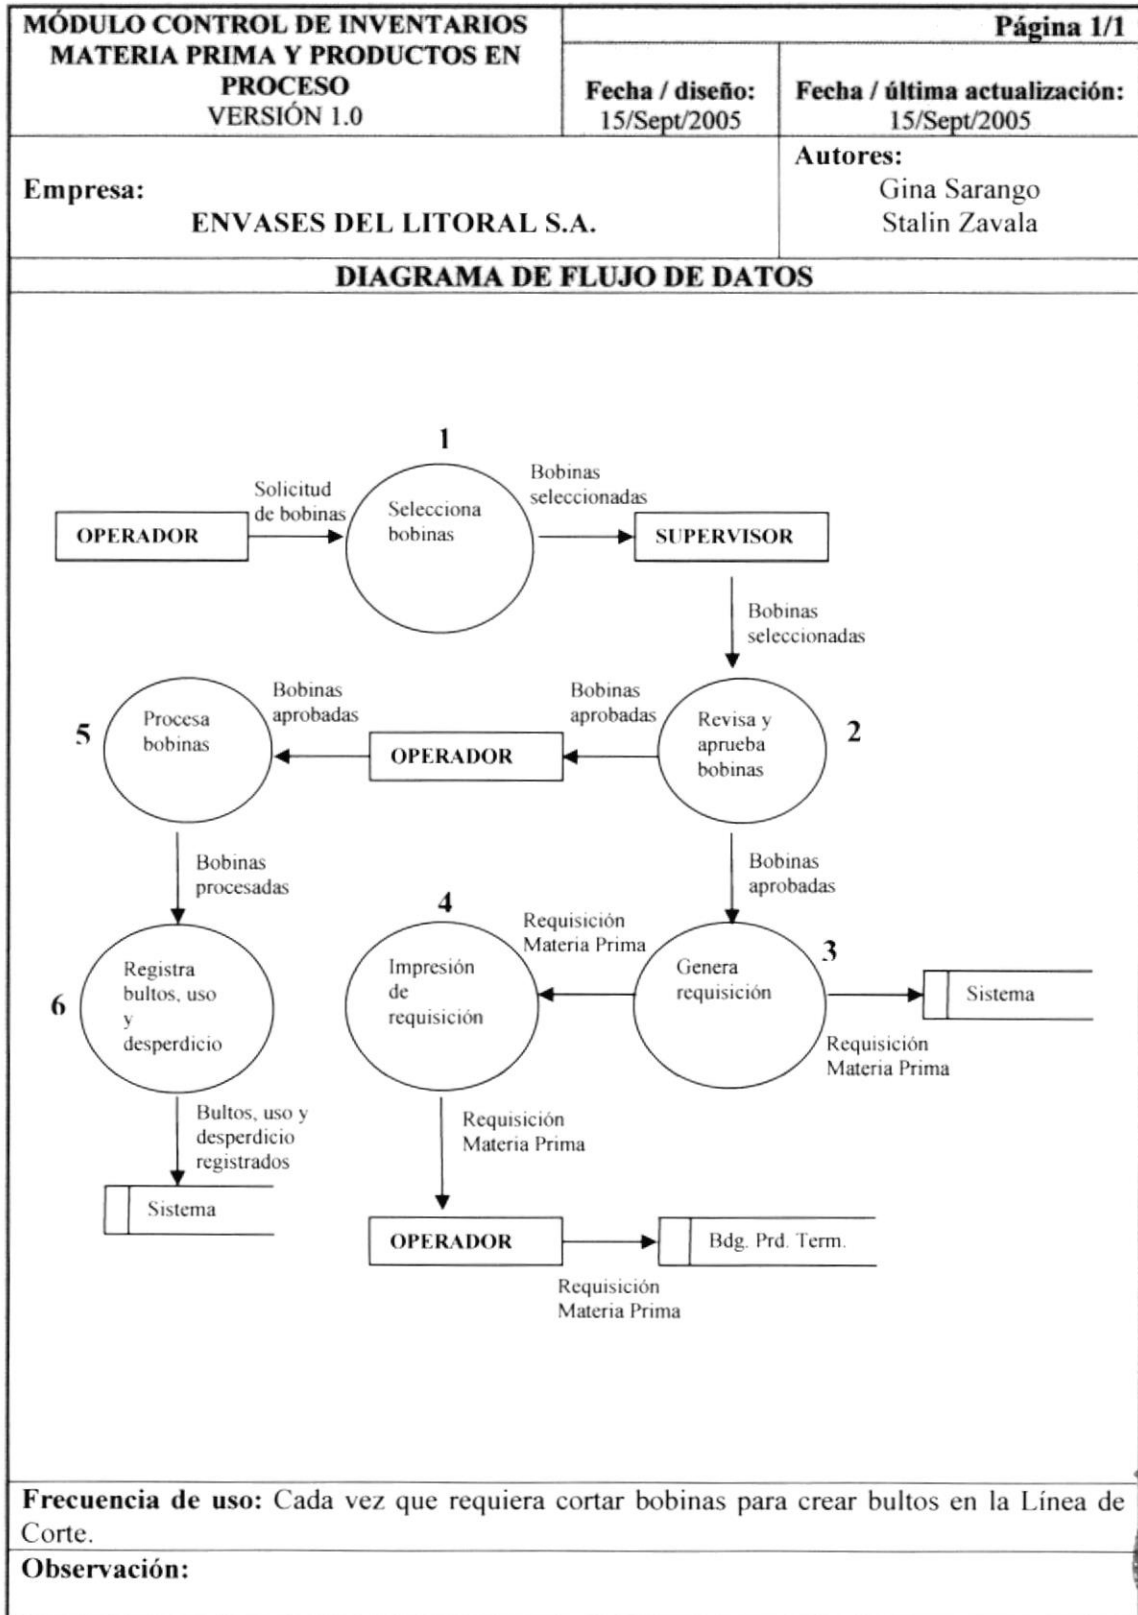 MÓDULO CONTROL DE INVENTARIOS
MATERIA PRIMA Y PRODUCTOS EN
PROCESO
VERSIÓN 1.0
Página 1/1
Fecha / diseño:
15/Sept/2005
Fecha / última actualización:
15/Sept/2005
Empresa:
ENVASES DEL LITORAL S.A.
Autores:
Gina Sarango
Stalin Zavala
DIAGRAMA DE FLUJO DE DATOS
1
Solicitud
de bobinas
OPERADOR
Selecciona
bobinas
Bobinas
seleccionadas
SUPERVISOR
Bobinas
seleccionadas
5
Procesa
bobinas
Bobinas
aprobadas
OPERADOR
Bobinas
aprobadas
Revisa y
aprueba
bobinas
2
Bobinas
procesadas
Bobinas
aprobadas
4
Requisición
Materia Prima
3
6
Registra
bultos, uso
y
desperdicio
Impresión
de
requisición
Genera
requisición
Sistema
Requisición
Materia Prima
Bultos, uso y
desperdicio
registrados
Requisición
Materia Prima
Sistema
OPERADOR
Bdg. Prd. Term.
Requisición
Materia Prima
Frecuencia de uso: Cada vez que requiera cortar bobinas para crear bultos en la Línea de
Corte.
Observación: